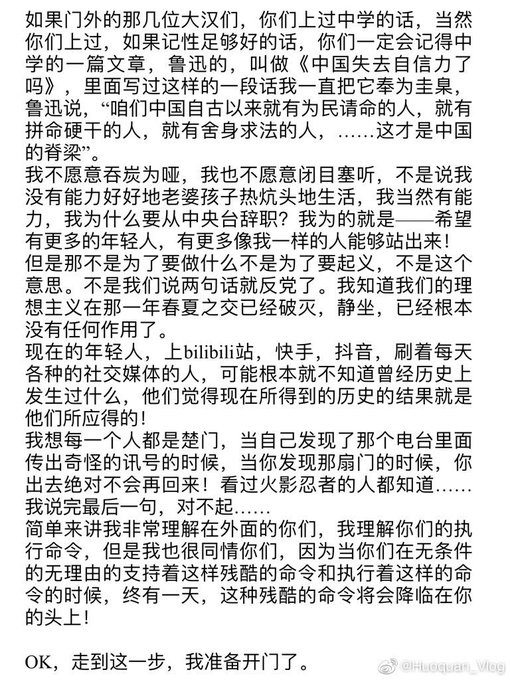 如果门外的那几位大汉们，你们上过中学的话，当然
你们上过，如果记性足够好的话，你们一定会记得中
学的一篇文章，鲁迅的，叫做《中国失去自信力了
吗》，里面写过这样的一段话我一直把它奉为圭臬，
鲁迅说，“咱们中国自古以来就有为民请命的人，就有
拼命硬干的人，就有舍身求法的人，……这才是中国
的脊梁”。
我不愿意吞炭为哑，我也不愿意闭目塞听，不是说我
没有能力好好地老婆孩子热炕头地生活，我当然有能
力，我为什么要从中央台辞职？我为的就是——希望
有更多的年轻人，有更多像我一样的人能够站出来！
但是那不是为了要做什么不是为了要起义，不是这个
意思。不是我们说两句话就反党了。我知道我们的理
想主义在那一年春夏之交已经破灭，静坐，已经根本
没有任何作用了。
现在的年轻人，上bilibili站，快手，抖音，刷着每天
各种的社交媒体的人，可能根本就不知道曾经历史上
发生过什么，他们觉得现在所得到的历史的结果就是
他们所应得的！
我想每一个人都是楚门，当自己发现了那个电台里面
传出奇怪的讯号的时候，当你发现那扇门的时候，你
出去绝对不会再回来！看过火影忍者的人都知道……
我说完最后一句，对不起……
简单来讲我非常理解在外面的你们，我理解你们的执
行命令，但是我也很同情你们，因为当你们在无条件
的无理由的支持着这样残酷的命令和执行着这样的命
令的时候，终有一天，这种残酷的命令将会降临在你
的头上！
OK，走到这一步，我准备开门了。
@Huoquan_Vlog